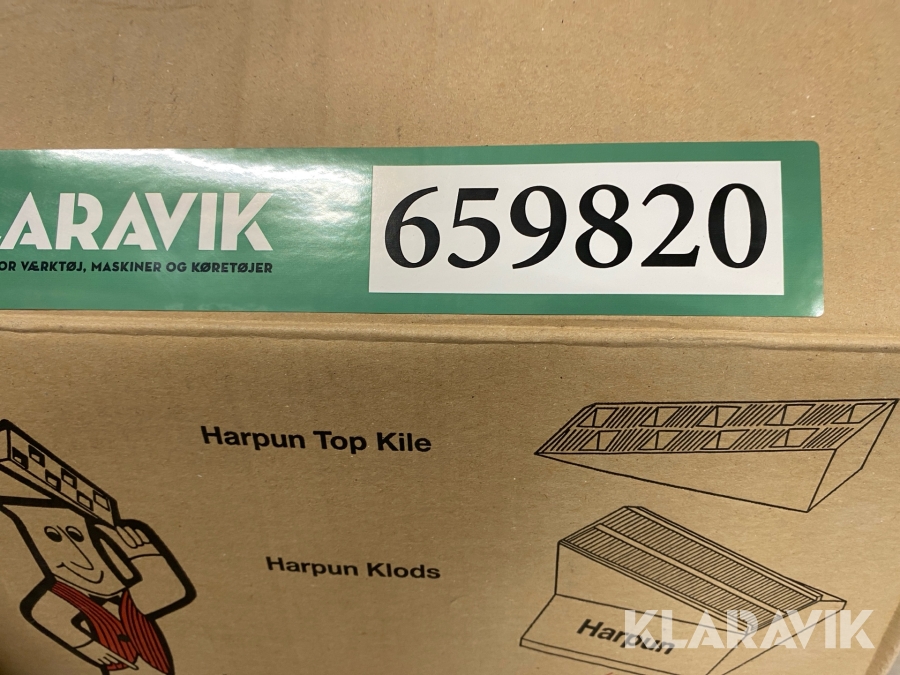 LARAVIK
OR VÆRKTØJ, MASKINER OG KØRETØJER
659820
Harpun Top Kile
Harpun Klods
Harpun
KLARAVIK